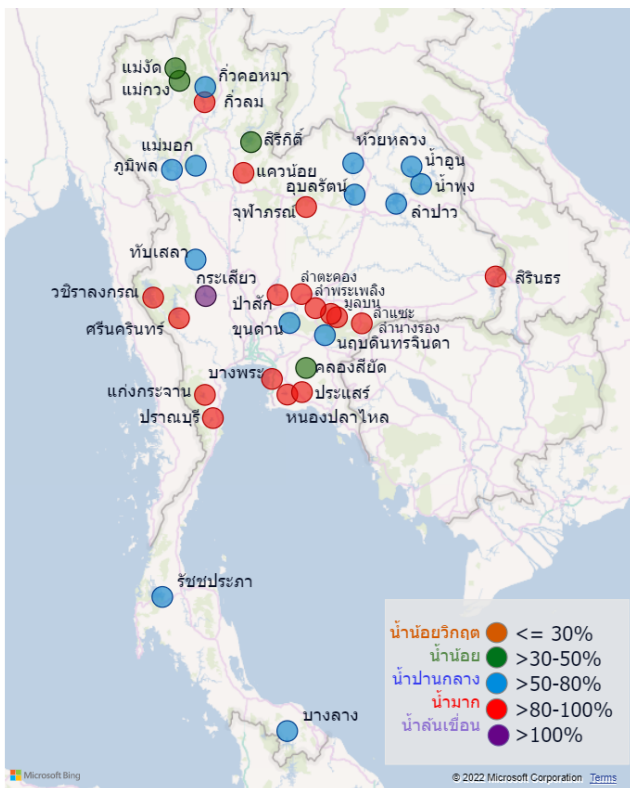 แม่งัด
กิ่วคอหมา
แม่กวง
กิ่วลม
สิริกิติ์
ห้วยหลวง
แม่มอก
น้ำอูน
ภูมิพล
แควน้อย
อุบลรัตน์
น้ำพุง
จุฬาภรณ์
ลำปาว
ทับเสลา
กระเสียว
ลำตะคอง
สิรินธร
วชิราลงกรณ
ลำพระเพลิง
ป่าสัก
มูลบน
ลำแชะ
ศรีนครินทร์
ขุนด่าน
ลำนางรอง
นฤบดินทรจินดา
คลองสียัด
บางพระ
แก่งกระจาน
ประแสร์
ปราณบุรี
หนองปลาไหล
รัชชประภา
บางลาง
น้ำน้อยวิกฤต <= 30%
น้ำน้อย >30-50%
น้ำปานกลาง >50-80%
น้ำมาก >80-100%
น้ำล้นเขื่อน >100%
Microsoft Bing
© 2022 Microsoft Corporation Terms